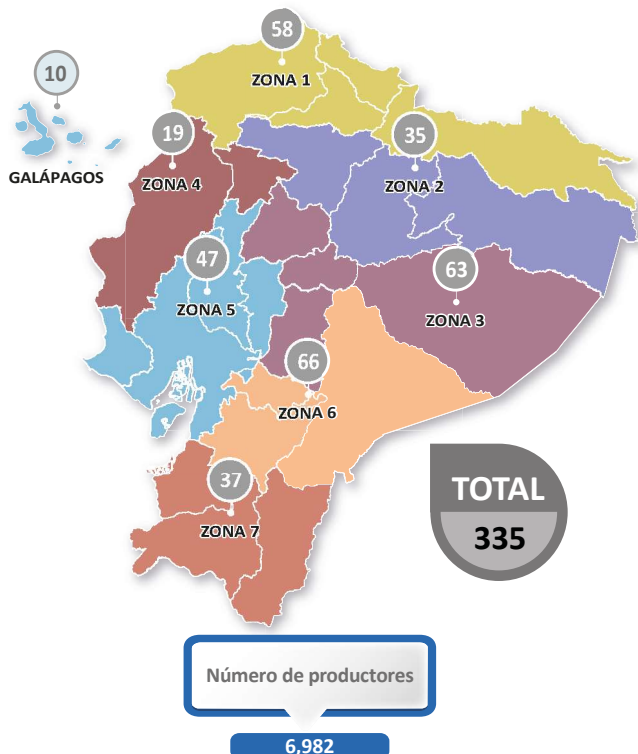 58
ZONA 1
10
GALÁPAGOS
19
ZONA 4
35
ZONA 2
47
ZONA 5
63
ZONA 3
66
ZONA 6
37
ZONA 7
TOTAL
335
Número de productores
6,982